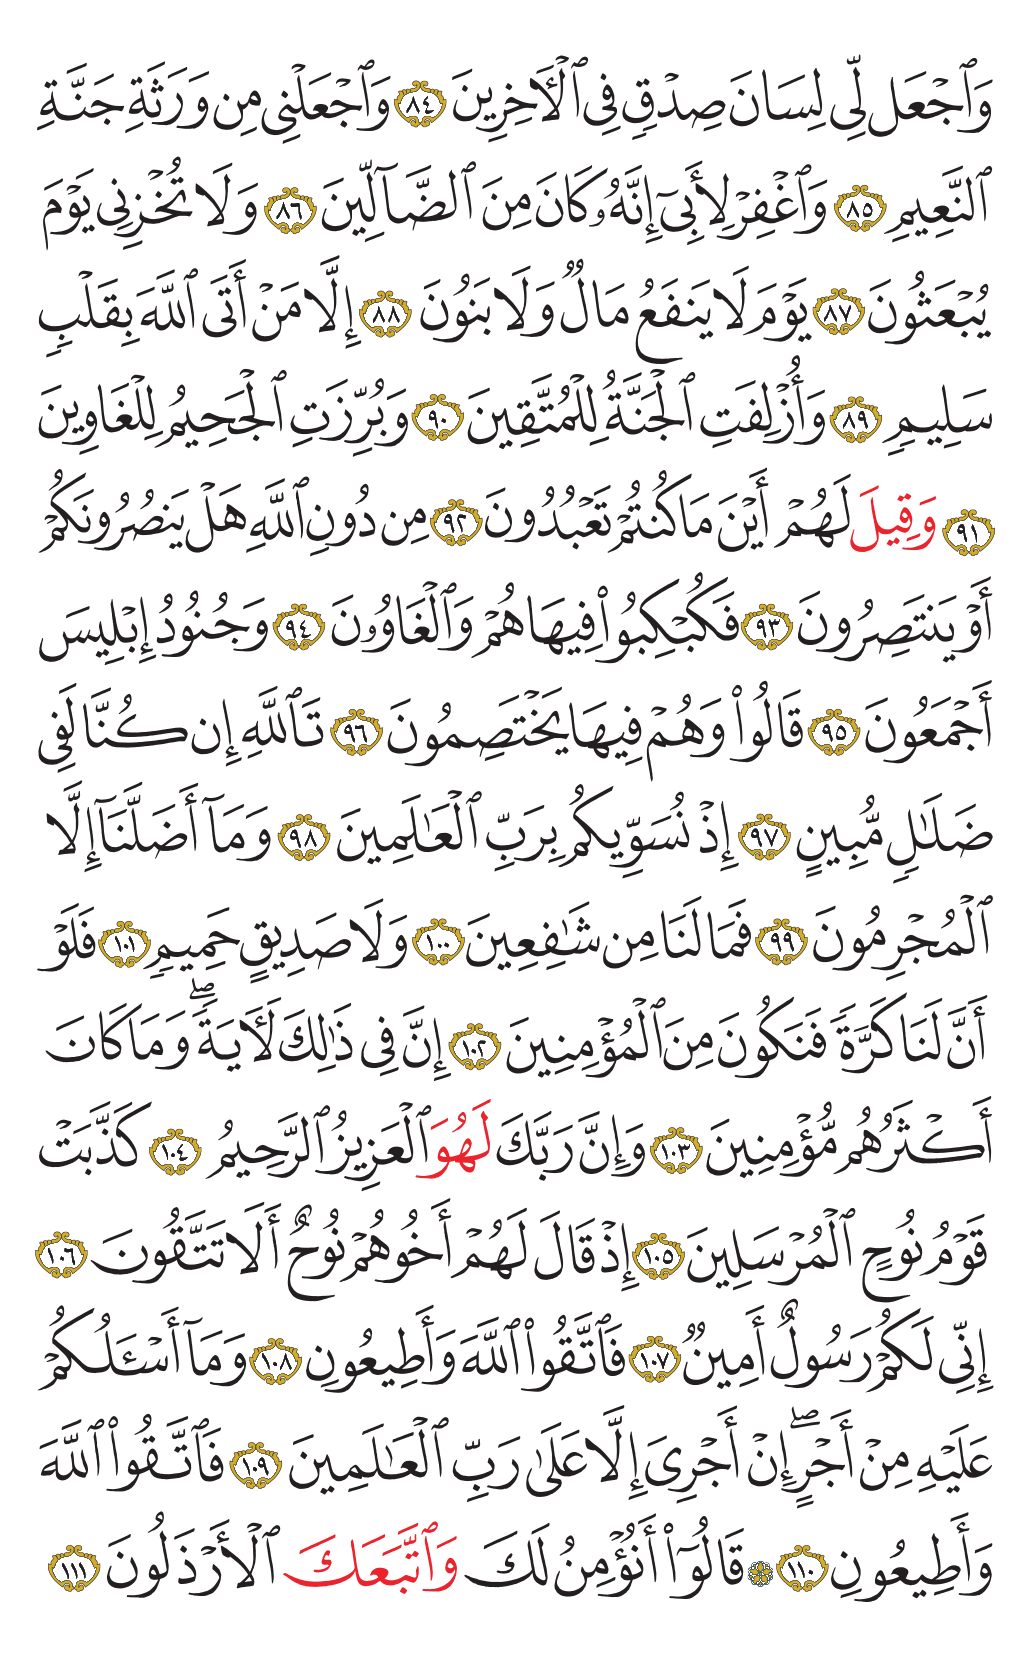 وَٱجْعَل لِّى لِسَانَ صِدْقٍ فِى ٱلْءَاخِرِينَ ٨٤ وَٱجْعَلْنِى مِن وَرَثَةِ جَنَّةِ
ٱلنَّعِيمِ ٨٥ وَٱغْفِرْ لِأَبِىٓ إِنَّهُۥ كَانَ مِنَ ٱلضَّآلِّينَ ٨٦ وَلَا تُخْزِنِى يَوْمَ
يُبْعَثُونَ ٨٧ يَوْمَ لَا يَنفَعُ مَالٌ وَلَا بَنُونَ ٨٨ إِلَّا مَنْ أَتَى ٱللَّهَ بِقَلْبٍ
سَلِيمٍ ٨٩ وَأُزْلِفَتِ ٱلْجَنَّةُ لِلْمُتَّقِينَ ٩٠ وَبُرِّزَتِ ٱلْجَحِيمُ لِلْغَاوِينَ
٩١ وَقِيلَ لَهُمْ أَيْنَ مَا كُنتُمْ تَعْبُدُونَ ٩٢ مِن دُونِ ٱللَّهِ هَلْ يَنصُرُونَكُمْ
أَوْ يَنتَصِرُونَ ٩٣ فَكُبْكِبُوا۟ فِيهَا هُمْ وَٱلْغَاوُۥنَ ٩٤ وَجُنُودُ إِبْلِيسَ
أَجْمَعُونَ ٩٥ قَالُوا۟ وَهُمْ فِيهَا يَخْتَصِمُونَ ٩٦ تَٱللَّهِ إِن كُنَّا لَفِى
ضَلَٰلٍ مُّبِينٍ ٩٧ إِذْ نُسَوِّيكُم بِرَبِّ ٱلْعَٰلَمِينَ ٩٨ وَمَآ أَضَلَّنَآ إِلَّا
ٱلْمُجْرِمُونَ ٩٩ فَمَا لَنَا مِن شَٰفِعِينَ ١٠٠ وَلَا صَدِيقٍ حَمِيمٍ ١٠١ فَلَوْ
أَنَّ لَنَا كَرَّةً فَنَكُونَ مِنَ ٱلْمُؤْمِنِينَ ١٠٢ إِنَّ فِى ذَٰلِكَ لَءَايَةً ۖ وَمَا كَانَ
أَكْثَرُهُم مُّؤْمِنِينَ ١٠٣ وَإِنَّ رَبَّكَ لَهُوَ ٱلْعَزِيزُ ٱلرَّحِيمُ ١٠٤ كَذَّبَتْ
قَوْمُ نُوحٍ ٱلْمُرْسَلِينَ ١٠٥ إِذْ قَالَ لَهُمْ أَخُوهُمْ نُوحٌ أَلَا تَتَّقُونَ ١٠٦
إِنِّى لَكُمْ رَسُولٌ أَمِينٌ ١٠٧ فَٱتَّقُوا۟ ٱللَّهَ وَأَطِيعُونِ ١٠٨ وَمَآ أَسْـَٔلُكُمْ
عَلَيْهِ مِنْ أَجْرٍ ۖ إِنْ أَجْرِىَ إِلَّا عَلَىٰ رَبِّ ٱلْعَٰلَمِينَ ١٠٩ فَٱتَّقُوا۟ ٱللَّهَ
وَأَطِيعُونِ ١١٠ ۞ قَالُوٓا۟ أَنُؤْمِنُ لَكَ وَٱتَّبَعَكَ ٱلْأَرْذَلُونَ ١١١